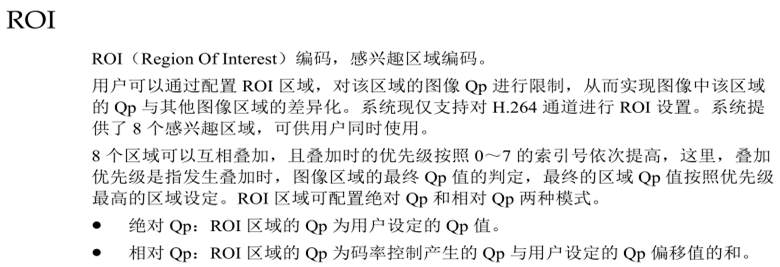 ROI
ROI（Region Of Interest）编码，感兴趣区域编码。
用户可以通过配置 ROI 区域，对该区域的图像 Qp 进行限制，从而实现图像中该区域
的 Qp 与其他图像区域的差异化。系统现仅支持对 H.264 通道进行 ROI 设置。系统提
供了 8 个感兴趣区域，可供用户同时使用。
8 个区域可以互相叠加，且叠加时的优先级按照 0～7 的索引号依次提高，这里，叠加
优先级是指发生叠加时，图像区域的最终 Qp 值的判定，最终的区域 Qp 值按照优先级
最高的区域设定。ROI 区域可配置绝对 Qp 和相对 Qp 两种模式。
● 绝对 Qp：ROI 区域的 Qp 为用户设定的 Qp 值。
● 相对 Qp：ROI 区域的 Qp 为码率控制产生的 Qp 与用户设定的 Qp 偏移值的和。